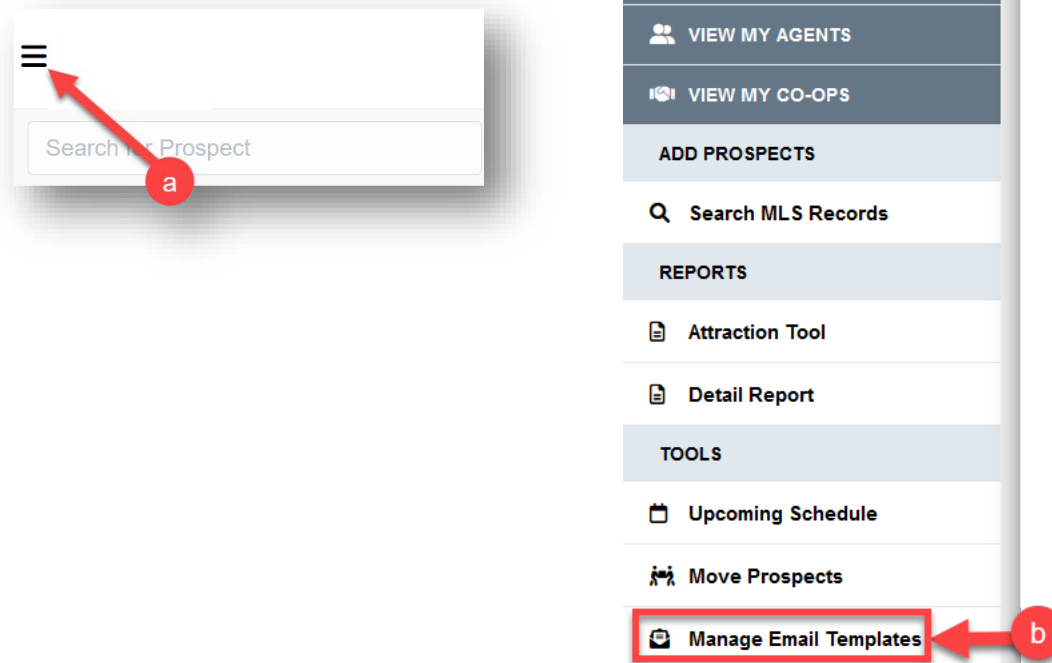 Search for Prospect
a
VIEW MY AGENTS
VIEW MY CO-OPS
ADD PROSPECTS
Search MLS Records
REPORTS
Attraction Tool
Detail Report
TOOLS
Upcoming Schedule
Move Prospects
Manage Email Templates
b